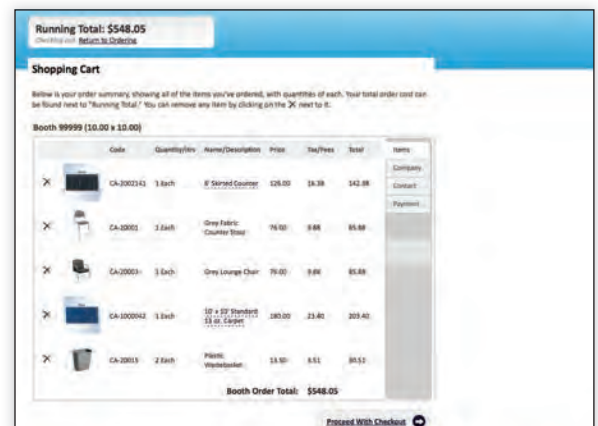 Running Total: $548.05
Checking out. Return to Ordering
Shopping Cart
Below is your order summary, showing all of the items you've ordered, with quantities of each. Your total order cost can
be found next to "Running Total." You can remove any item by clicking on the X next to it.
Booth 99999 (10.00 x 10.00)
Code Quantity/Hrs Name/Description Price Tax/Fees Total Items
Company
X CA-2002141 1 Each 8' Skirted Counter 126.00 16.38 142.38 Contact
Payment
X CA-20001 1 Each Grey Fabric 76.00 9.88 85.88
Counter Stool
X CA-20003 1 Each Grey Lounge Chair 76.00 9.88 85.88
X CA-1000042 1 Each 10' x 10' Standard 180.00 23.40 203.40
13 oz. Carpet
X CA-20015 2 Each Plastic 13.50 3.51 30.51
Wastebasket
Booth Order Total: $548.05
Proceed With Checkout